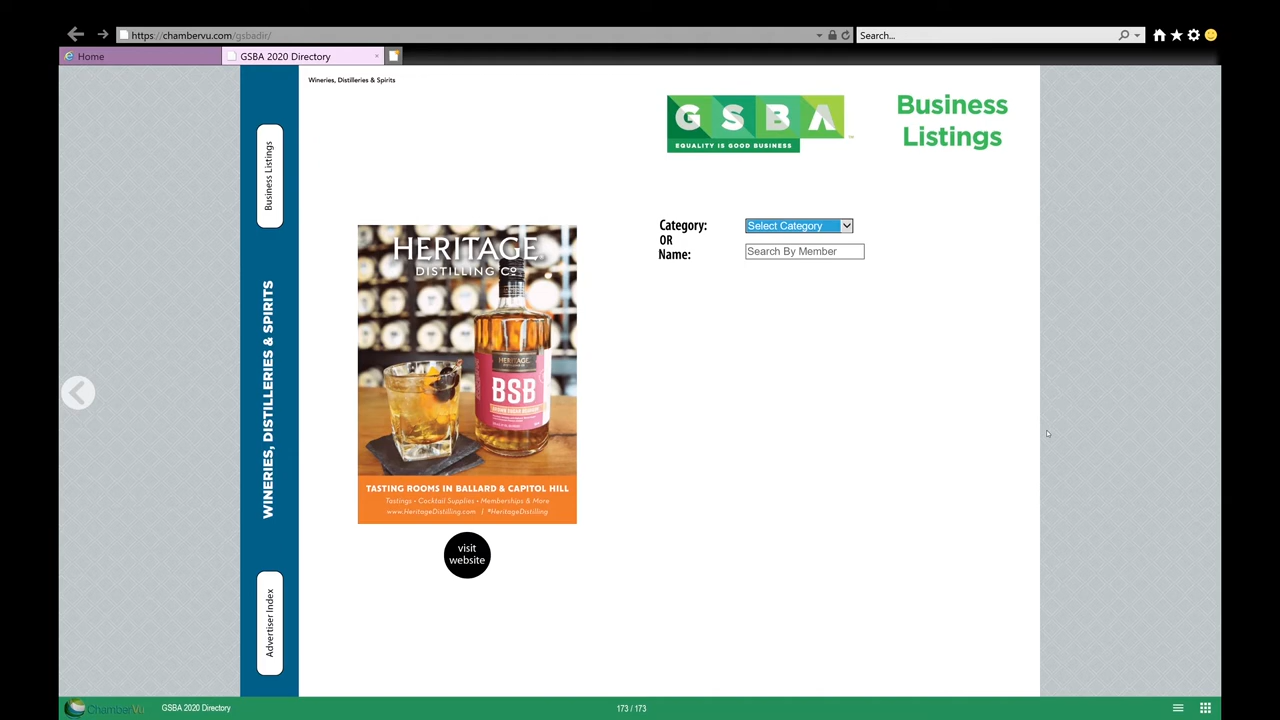 https://chambervu.com/gsbadir/
Search...
Home
GSBA 2020 Directory
Wineries, Distilleries & Spirits
GSBA
EQUALITY IS GOOD BUSINESS
Business
Listings
Business Listings
WINERIES, DISTILLERIES & SPIRITS
Advertiser Index
Category:
Select Category
OR
Name:
Search By Member
HERITAGE
DISTILLING CO
HERITAGE
BSB
TASTING ROOMS IN BALLARD & CAPITOL HILL
Tastings • Cocktail Supplies • Memberships & More
www.HeritageDistilling.com | #HeritageDistilling
visit
website
ChamberVu
GSBA 2020 Directory
173 / 173